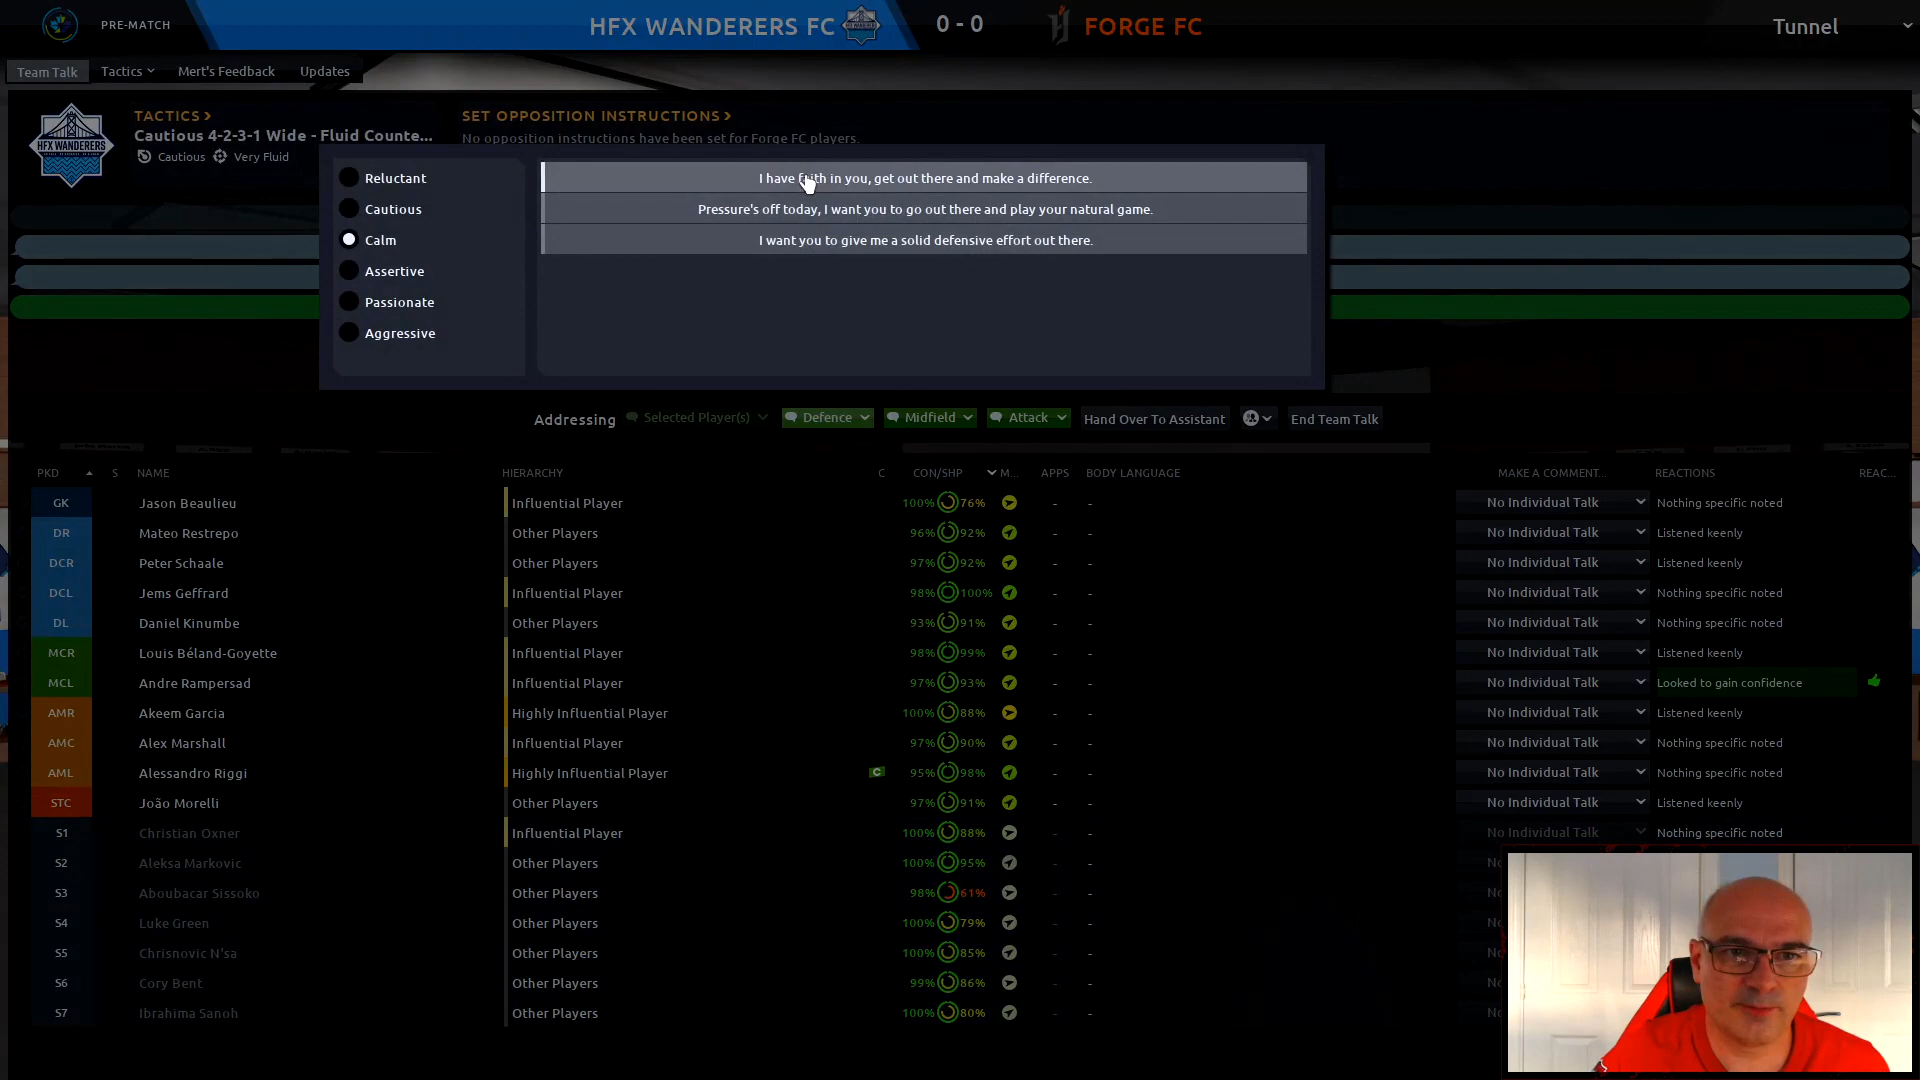 PRE-MATCH
HFX WANDERERS FC
0 - 0
FORGE FC
Tunnel
Team Talk
Tactics
Mert's Feedback
Updates
HFX WANDERERS
TACTICS >
Cautious 4-2-3-1 Wide - Fluid Counte...
Cautious
Very Fluid
SET OPPOSITION INSTRUCTIONS >
No opposition instructions have been set for Forge FC players.
Reluctant
Cautious
Calm
Assertive
Passionate
Aggressive
I have faith in you, get out there and make a difference.
Pressure's off today, I want you to go out there and play your natural game.
I want you to give me a solid defensive effort out there.
Addressing
Selected Player(s)
Defence
Midfield
Attack
Hand Over To Assistant
End Team Talk
PKD S NAME HIERARCHY C CON/SHP M... APPS BODY LANGUAGE MAKE A COMMENT... REACTIONS REAC...
GK Jason Beaulieu Influential Player 100% 76% - - No Individual Talk Nothing specific noted
DR Mateo Restrepo Other Players 96% 92% - - No Individual Talk Listened keenly
DCR Peter Schaale Other Players 97% 92% - - No Individual Talk Listened keenly
DCL Jems Geffrard Influential Player 98% 100% - - No Individual Talk Nothing specific noted
DL Daniel Kinumbe Other Players 93% 91% - - No Individual Talk Nothing specific noted
MCR Louis Béland-Goyette Influential Player 98% 99% - - No Individual Talk Listened keenly
MCL Andre Rampersad Influential Player 97% 93% - - No Individual Talk Looked to gain confidence
AMR Akeem Garcia Highly Influential Player 100% 88% - - No Individual Talk Listened keenly
AMC Alex Marshall Influential Player 97% 90% - - No Individual Talk Nothing specific noted
AML Alessandro Riggi Highly Influential Player C 95% 98% - - No Individual Talk Nothing specific noted
STC João Morelli Other Players 97% 91% - - No Individual Talk Listened keenly
S1 Christian Oxner Influential Player 100% 88% - - No Individual Talk Nothing specific noted
S2 Aleksa Markovic Other Players 100% 95% - - No
S3 Aboubacar Sissoko Other Players 98% 61% - - No
S4 Luke Green Other Players 100% 79% - - No
S5 Chrisnovic N'sa Other Players 100% 85% - - No
S6 Cory Bent Other Players 99% 86% - - No
S7 Ibrahima Sanoh Other Players 100% 80% - - No